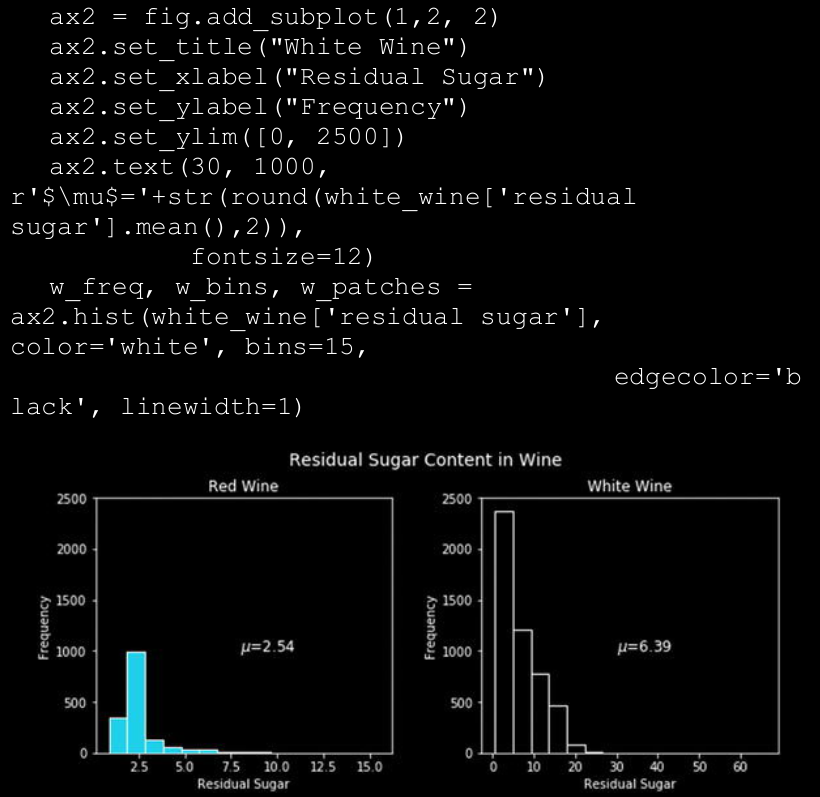 ax2 = fig.add_subplot(1,2, 2)
ax2.set_title("White Wine")
ax2.set_xlabel("Residual Sugar")
ax2.set_ylabel("Frequency")
ax2.set_ylim([0, 2500])
ax2.text(30, 1000,
r'$\mu$='+str(round(white_wine['residual
sugar'].mean(),2)),
fontsize=12)
w_freq, w_bins, w_patches =
ax2.hist(white_wine['residual sugar'],
color='white', bins=15,
edgecolor='b
lack', linewidth=1)
Residual Sugar Content in Wine
Red Wine
2500
2000
1500
1000
500
0
Frequency
μ=2.54
2.5 5.0 7.5 10.0 12.5 15.0
Residual Sugar
White Wine
2500
2000
1500
1000
500
0
Frequency
μ=6.39
0 10 20 30 40 50 60
Residual Sugar